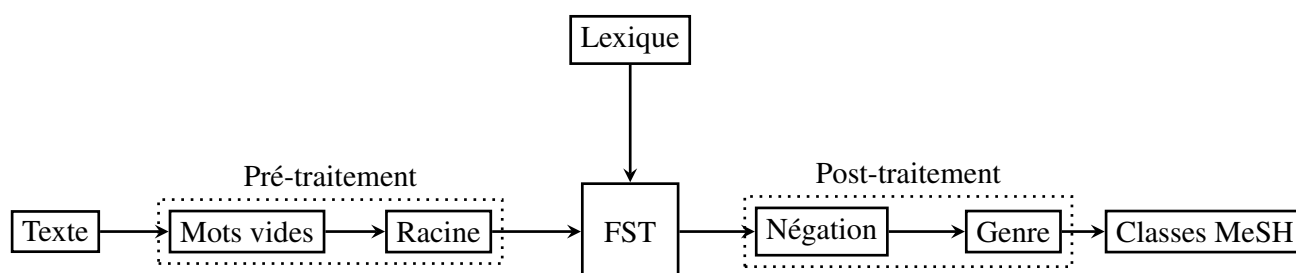 Lexique
Pré-traitement
Post-traitement
Texte
Mots vides
Racine
FST
Négation
Genre
Classes MeSH